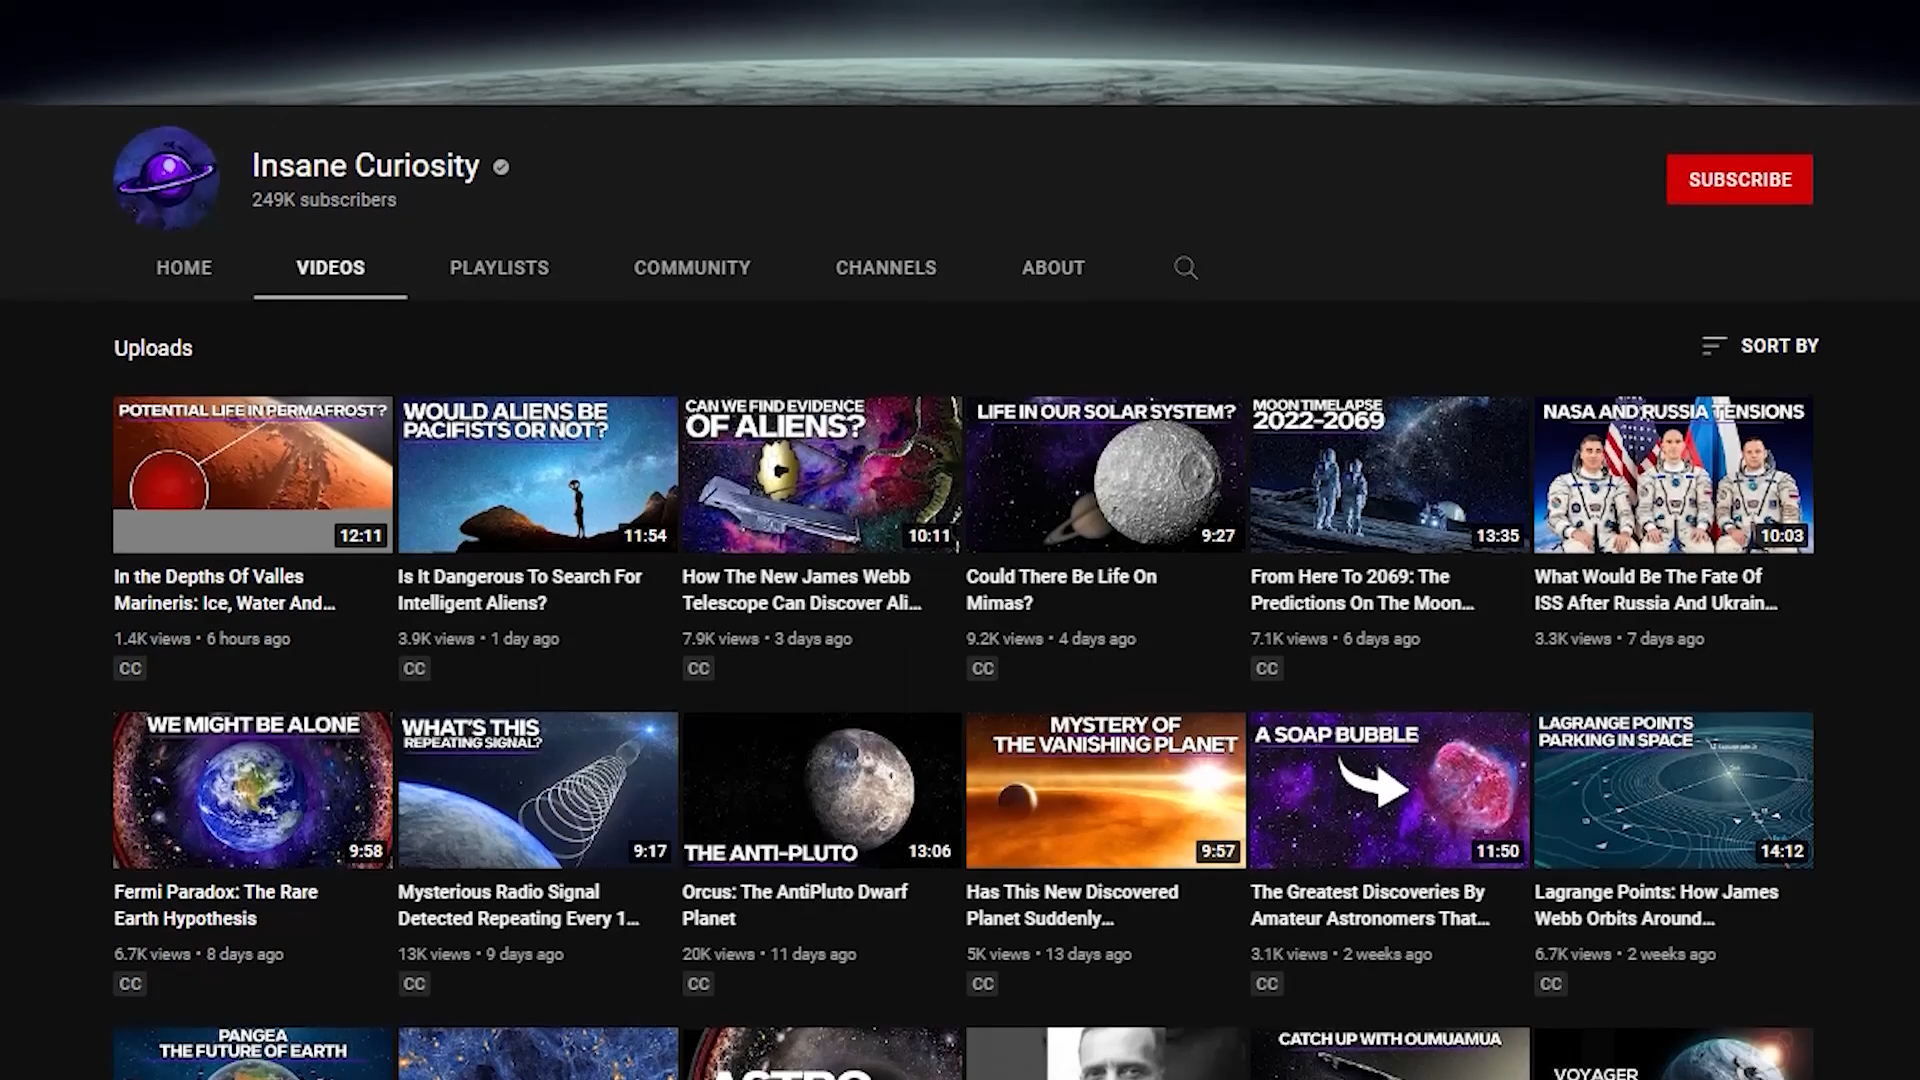 Insane Curiosity
249K subscribers
SUBSCRIBE
HOME VIDEOS PLAYLISTS COMMUNITY CHANNELS ABOUT
Uploads
SORT BY
POTENTIAL LIFE IN PERMAFROST?
12:11
WOULD ALIENS BE
PACIFISTS OR NOT?
11:54
CAN WE FIND EVIDENCE
OF ALIENS?
10:11
LIFE IN OUR SOLAR SYSTEM?
9:27
MOON TIMELAPSE
2022-2069
13:35
NASA AND RUSSIA TENSIONS
10:03
In the Depths Of Valles
Marineris: Ice, Water And...
1.4K views • 6 hours ago
CC
Is It Dangerous To Search For
Intelligent Aliens?
3.9K views • 1 day ago
CC
How The New James Webb
Telescope Can Discover Ali...
7.9K views • 3 days ago
CC
Could There Be Life On
Mimas?
9.2K views • 4 days ago
CC
From Here To 2069: The
Predictions On The Moon...
7.1K views • 6 days ago
CC
What Would Be The Fate Of
ISS After Russia And Ukrain...
3.3K views • 7 days ago
WE MIGHT BE ALONE
9:58
WHAT'S THIS
REPEATING SIGNAL?
9:17
THE ANTI-PLUTO
13:06
MYSTERY OF
THE VANISHING PLANET
9:57
A SOAP BUBBLE
11:50
LAGRANGE POINTS
PARKING IN SPACE
14:12
Fermi Paradox: The Rare
Earth Hypothesis
6.7K views • 8 days ago
CC
Mysterious Radio Signal
Detected Repeating Every 1...
13K views • 9 days ago
CC
Orcus: The AntiPluto Dwarf
Planet
20K views • 11 days ago
CC
Has This New Discovered
Planet Suddenly...
5K views • 13 days ago
CC
The Greatest Discoveries By
Amateur Astronomers That...
3.1K views • 2 weeks ago
CC
Lagrange Points: How James
Webb Orbits Around...
6.7K views • 2 weeks ago
CC
PANGEA
THE FUTURE OF EARTH
ASTRO
CATCH UP WITH OUMUAMUA
VOYAGER